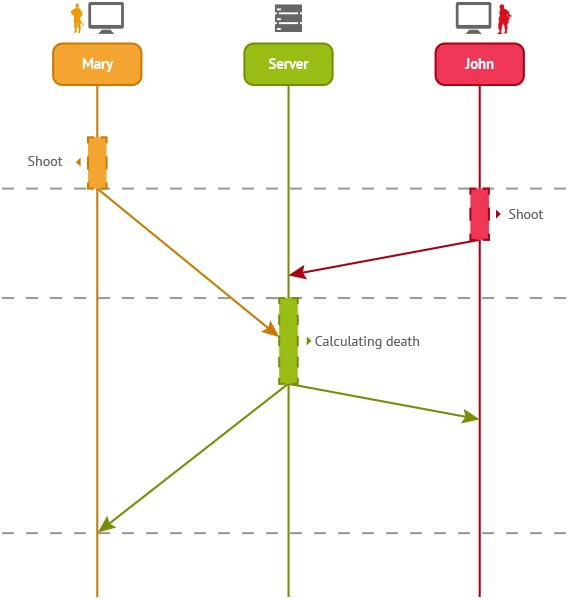 Mary
Server
John
Shoot
Shoot
Calculating death